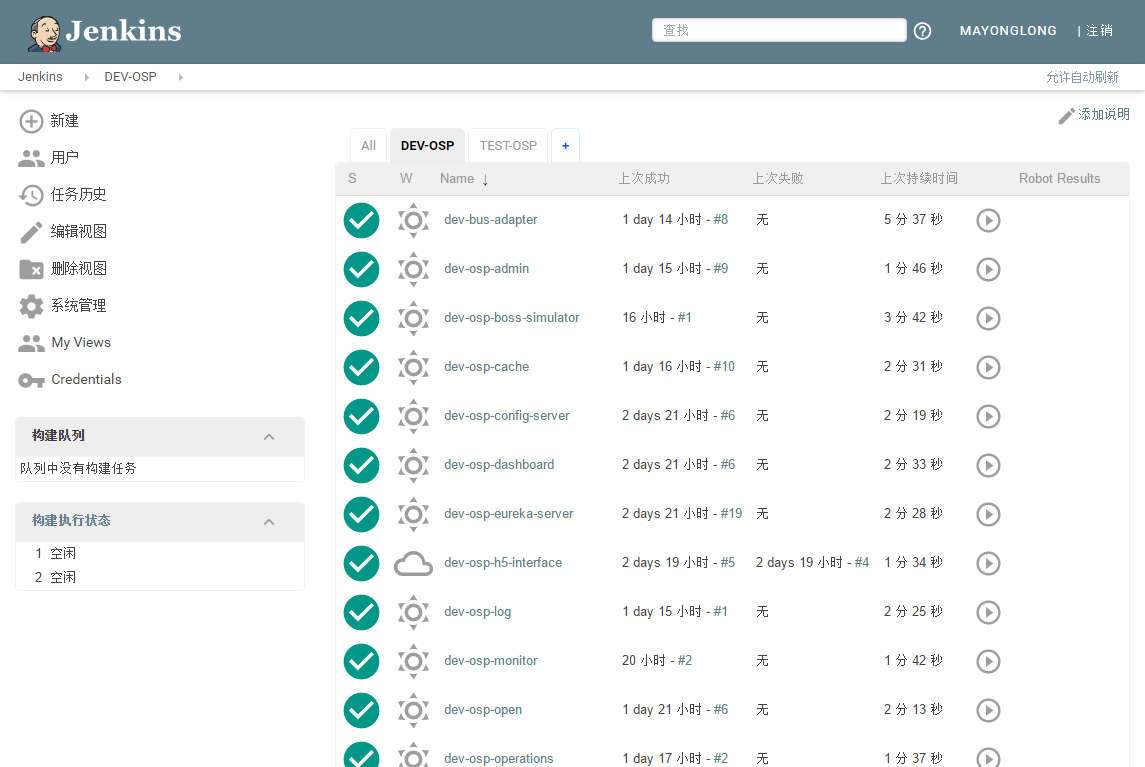 Jenkins
查找
MAYONGLONG | 注销
Jenkins DEV-OSP
允许自动刷新
新建
用户
任务历史
编辑视图
删除视图
系统管理
My Views
Credentials
构建队列
队列中没有构建任务
构建执行状态
1 空闲
2 空闲
添加说明
All DEV-OSP TEST-OSP +
S W Name ↓ 上次成功 上次失败 上次持续时间 Robot Results
dev-bus-adapter 1 day 14 小时 - #8 无 5 分 37 秒
dev-osp-admin 1 day 15 小时 - #9 无 1 分 46 秒
dev-osp-boss-simulator 16 小时 - #1 无 3 分 42 秒
dev-osp-cache 1 day 16 小时 - #10 无 2 分 31 秒
dev-osp-config-server 2 days 21 小时 - #6 无 2 分 19 秒
dev-osp-dashboard 2 days 21 小时 - #6 无 2 分 33 秒
dev-osp-eureka-server 2 days 21 小时 - #19 无 2 分 28 秒
dev-osp-h5-interface 2 days 19 小时 - #5 2 days 19 小时 - #4 1 分 34 秒
dev-osp-log 1 day 15 小时 - #1 无 2 分 25 秒
dev-osp-monitor 20 小时 - #2 无 1 分 42 秒
dev-osp-open 1 day 21 小时 - #6 无 2 分 13 秒
dev-osp-operations 1 day 17 小时 - #2 无 1 分 37 秒